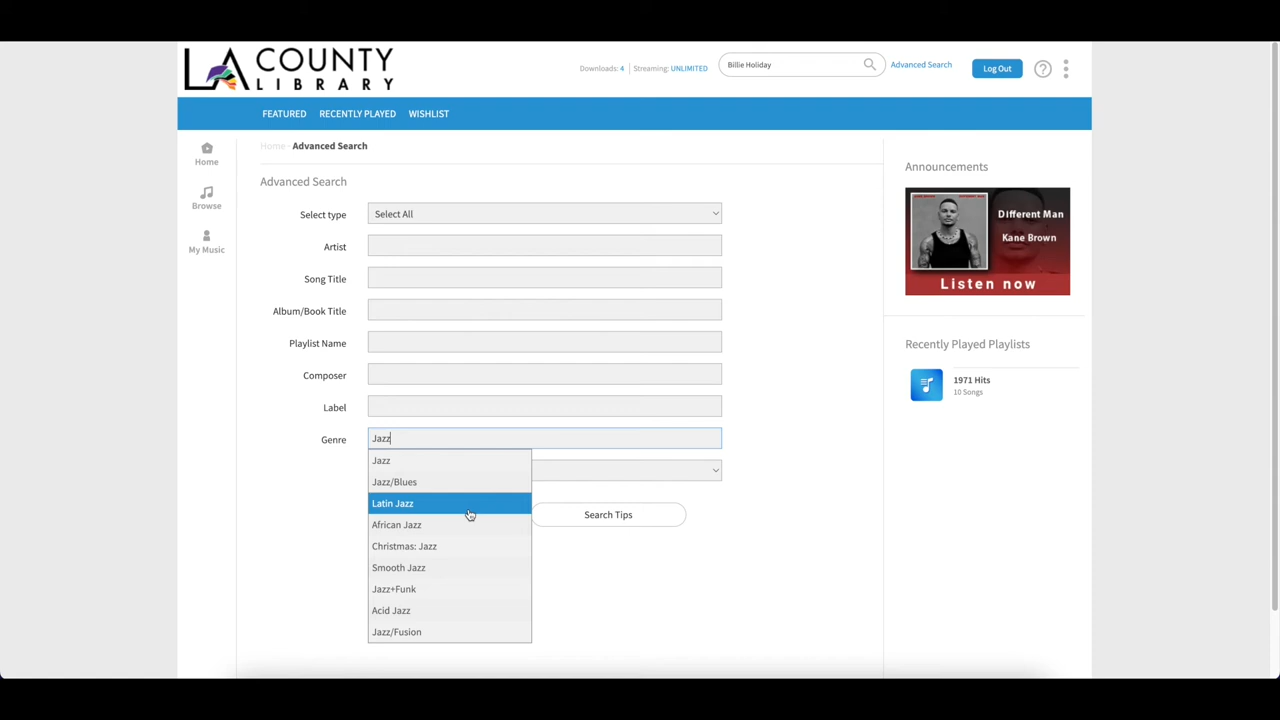 LA COUNTY
LIBRARY
Downloads: 4 | Streaming: UNLIMITED
Billie Holiday
Advanced Search
Log Out
FEATURED
RECENTLY PLAYED
WISHLIST
Home
Browse
My Music
Home - Advanced Search
Advanced Search
Select type
Select All
Artist
Song Title
Album/Book Title
Playlist Name
Composer
Label
Genre
Jazz
Jazz
Jazz/Blues
Latin Jazz
African Jazz
Christmas: Jazz
Smooth Jazz
Jazz+Funk
Acid Jazz
Jazz/Fusion
Search Tips
Announcements
Different Man
Kane Brown
Listen now
Recently Played Playlists
1971 Hits
10 Songs